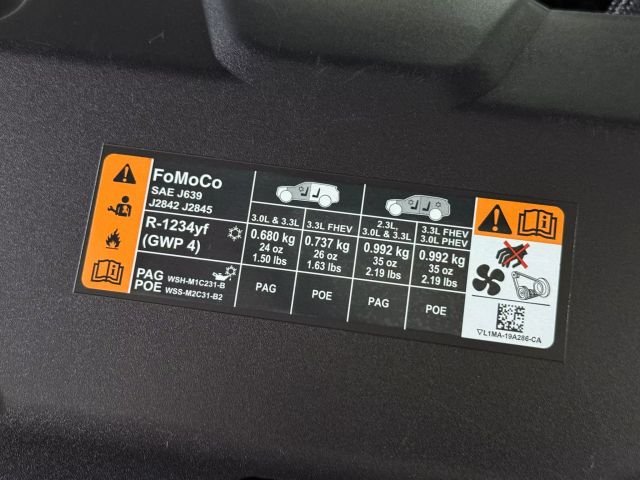 FoMoCo
SAE J639
J2842 J2845
R-1234yf
(GWP 4)
PAG WSH-M1C231-B
POE WSS-M2C31-B2
3.0L & 3.3L
0.680 kg
24 oz
1.50 lbs
PAG
3.3L FHEV
0.737 kg
26 oz
1.63 lbs
POE
2.3L,
3.0L & 3.3L
0.992 kg
35 oz
2.19 lbs
PAG
3.3L FHEV
3.0L PHEV
0.992 kg
35 oz
2.19 lbs
POE
▽L1MA-19A286-CA